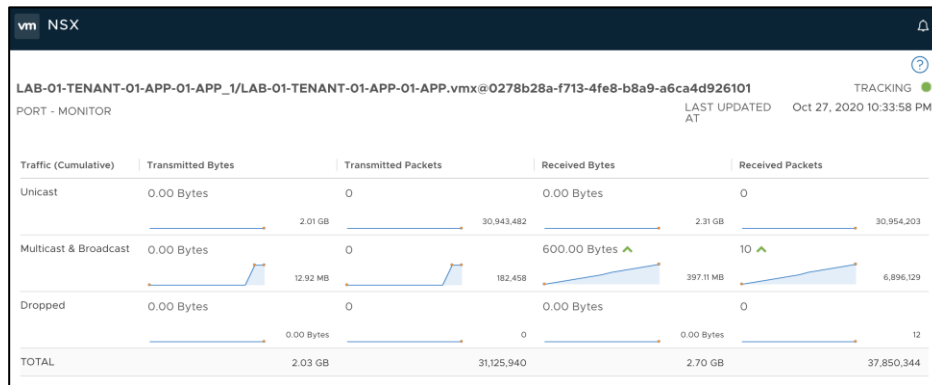 vm NSX
?
LAB-01-TENANT-01-APP-01-APP_1/LAB-01-TENANT-01-APP-01-APP.vmx@0278b28a-f713-4fe8-b8a9-a6ca4d926101 TRACKING
PORT - MONITOR LAST UPDATED AT Oct 27, 2020 10:33:58 PM
Traffic (Cumulative) Transmitted Bytes Transmitted Packets Received Bytes Received Packets
Unicast 0.00 Bytes 0 0.00 Bytes 0
2.01 GB 30,943,482 2.31 GB 30,954,203
Multicast & Broadcast 0.00 Bytes 0 600.00 Bytes 10
12.92 MB 182,458 397.11 MB 6,896,129
Dropped 0.00 Bytes 0 0.00 Bytes 0
0.00 Bytes 0 0.00 Bytes 12
TOTAL 2.03 GB 31,125,940 2.70 GB 37,850,344